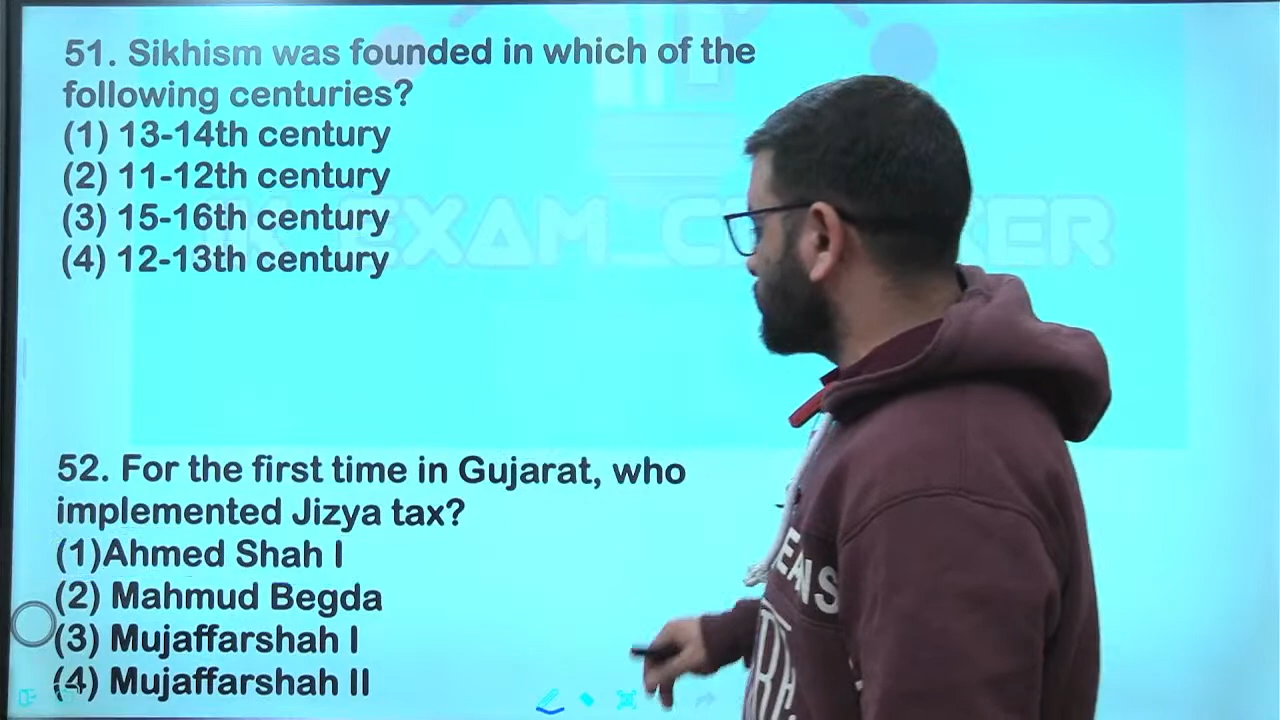 51. Sikhism was founded in which of the
following centuries?
(1) 13-14th century
(2) 11-12th century
(3) 15-16th century
(4) 12-13th century
52. For the first time in Gujarat, who
implemented Jizya tax?
(1)Ahmed Shah I
(2) Mahmud Begda
(3) Mujaffarshah I
(4) Mujaffarshah II